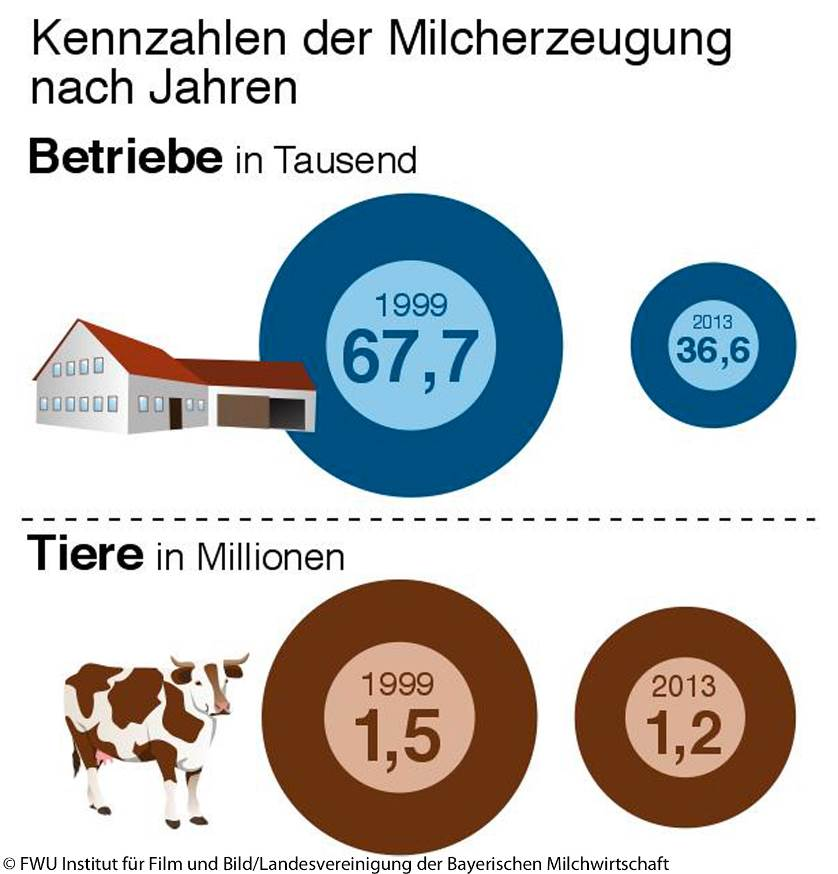 Kennzahlen der Milcherzeugung
nach Jahren
Betriebe in Tausend
1999
67,7
2013
36,6
Tiere in Millionen
1999
1,5
2013
1,2
© FWU Institut für Film und Bild/Landesvereinigung der Bayerischen Milchwirtschaft